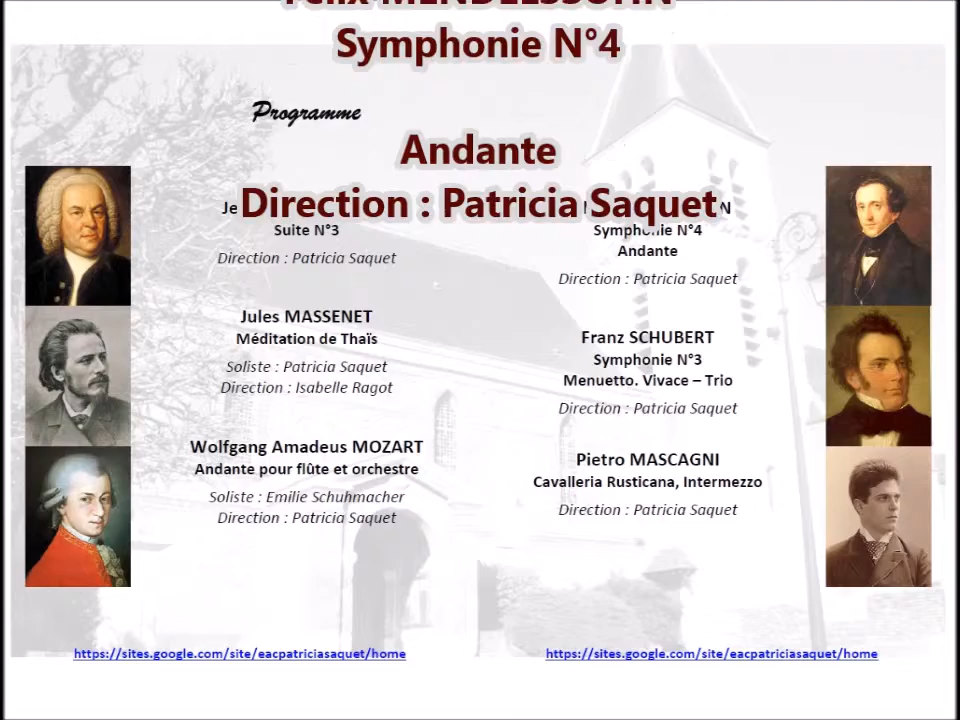 Felix MENDELSSOHN
Symphonie N°4
Andante
Direction : Patricia Saquet
Programme
Suite N°3
Direction : Patricia Saquet
Jules MASSENET
Méditation de Thaïs
Soliste : Patricia Saquet
Direction : Isabelle Ragot
Wolfgang Amadeus MOZART
Andante pour flûte et orchestre
Soliste : Emilie Schuhmacher
Direction : Patricia Saquet
Symphonie N°4
Andante
Direction : Patricia Saquet
Franz SCHUBERT
Symphonie N°3
Menuetto. Vivace – Trio
Direction : Patricia Saquet
Pietro MASCAGNI
Cavalleria Rusticana, Intermezzo
Direction : Patricia Saquet
https://sites.google.com/site/eacpatriciasaquet/home
https://sites.google.com/site/eacpatriciasaquet/home